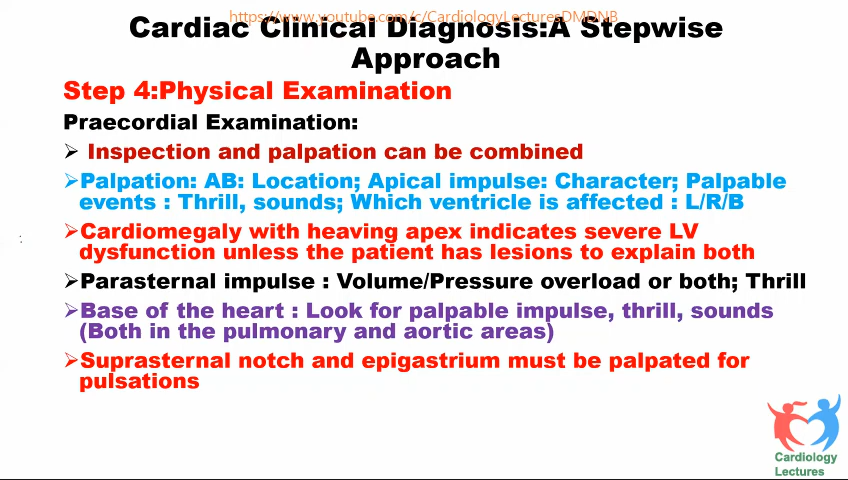 https://www.youtube.com/c/CardiologyLecturesDMDNB
Cardiac Clinical Diagnosis:A Stepwise
Approach
Step 4:Physical Examination
Praecordial Examination:
➢ Inspection and palpation can be combined
➢Palpation: AB: Location; Apical impulse: Character; Palpable
events : Thrill, sounds; Which ventricle is affected : L/R/B
➢Cardiomegaly with heaving apex indicates severe LV
dysfunction unless the patient has lesions to explain both
➢Parasternal impulse : Volume/Pressure overload or both; Thrill
➢Base of the heart : Look for palpable impulse, thrill, sounds
(Both in the pulmonary and aortic areas)
➢Suprasternal notch and epigastrium must be palpated for
pulsations
Cardiology
Lectures